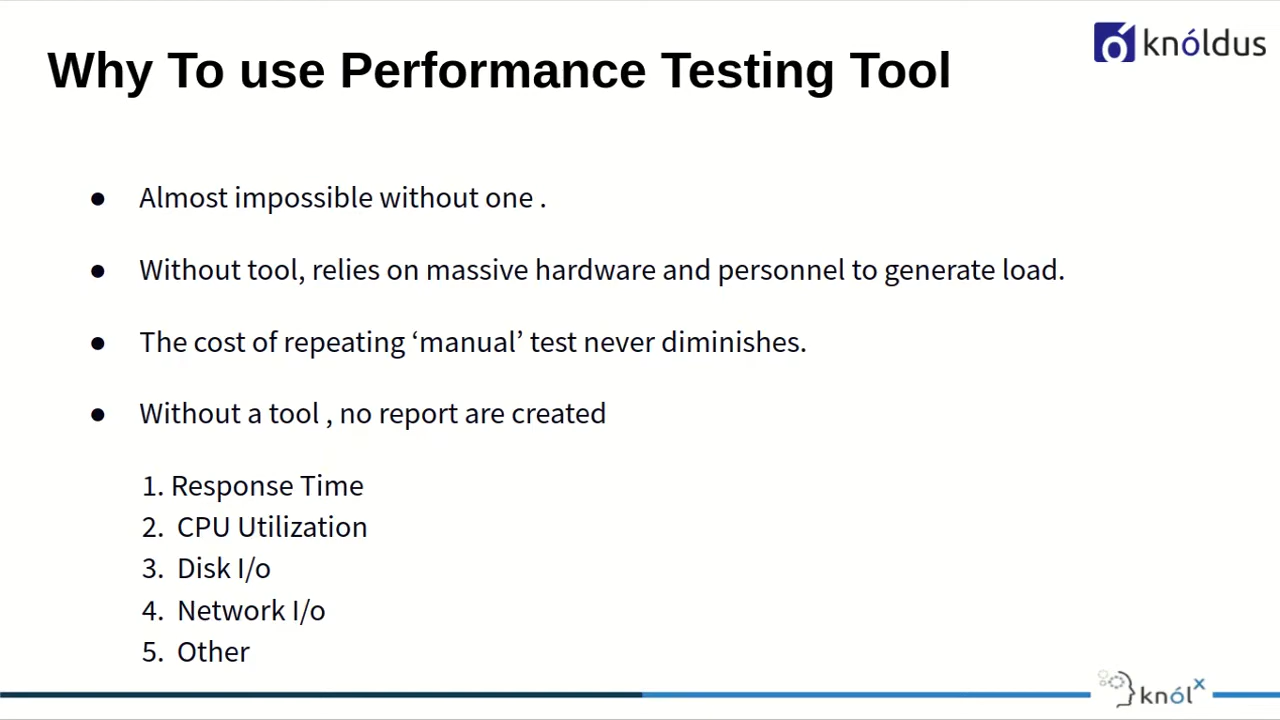 knóldus
Why To use Performance Testing Tool
● Almost impossible without one .
● Without tool, relies on massive hardware and personnel to generate load.
● The cost of repeating ‘manual’ test never diminishes.
● Without a tool , no report are created
1. Response Time
2. CPU Utilization
3. Disk I/o
4. Network I/o
5. Other
knólx